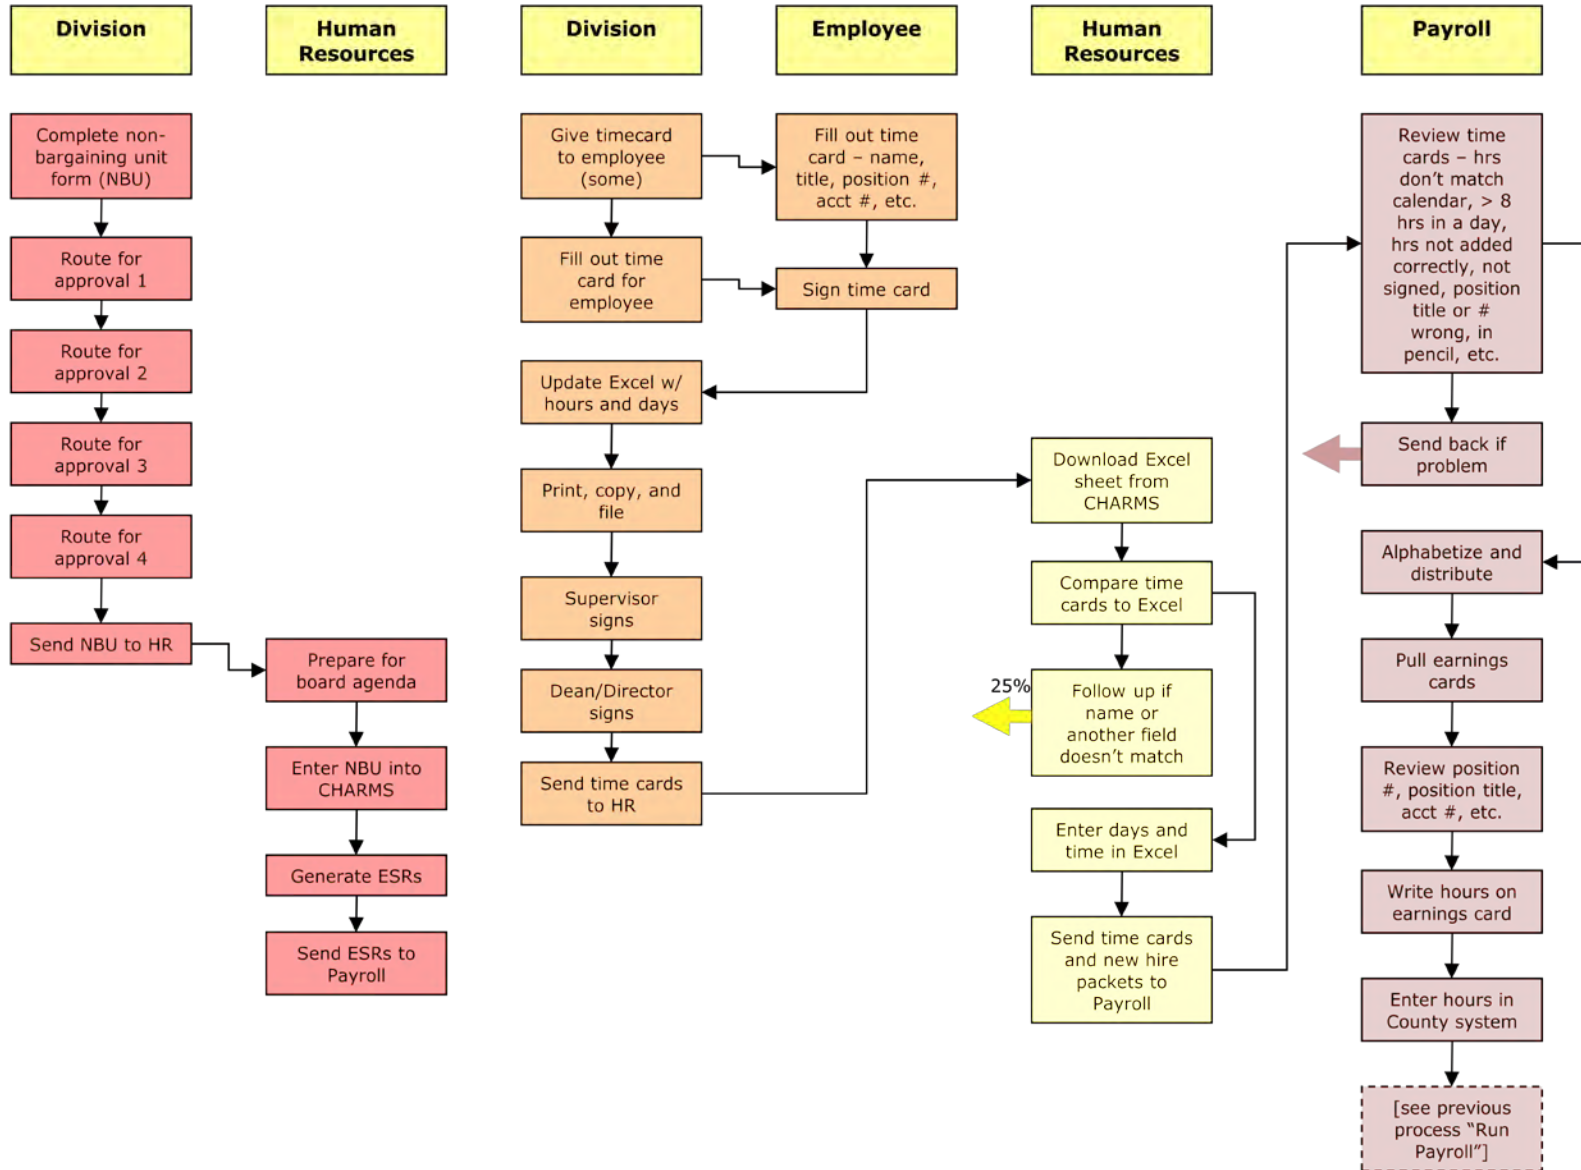 Division
Human
Resources
Division
Employee
Human
Resources
Payroll
Complete non-
bargaining unit
form (NBU)
Route for
approval 1
Route for
approval 2
Route for
approval 3
Route for
approval 4
Send NBU to HR
Prepare for
board agenda
Enter NBU into
CHARMS
Generate ESRs
Send ESRs to
Payroll
Give timecard
to employee
(some)
Fill out time
card for
employee
Fill out time
card – name,
title, position #,
acct #, etc.
Sign time card
Update Excel w/
hours and days
Print, copy, and
file
Supervisor
signs
Dean/Director
signs
Send time cards
to HR
Download Excel
sheet from
CHARMS
Compare time
cards to Excel
25%
Follow up if
name or
another field
doesn't match
Enter days and
time in Excel
Send time cards
and new hire
packets to
Payroll
Review time
cards – hrs
don't match
calendar, > 8
hrs in a day,
hrs not added
correctly, not
signed, position
title or #
wrong, in
pencil, etc.
Send back if
problem
Alphabetize and
distribute
Pull earnings
cards
Review position
#, position title,
acct #, etc.
Write hours on
earnings card
Enter hours in
County system
[see previous
process "Run
Payroll"]